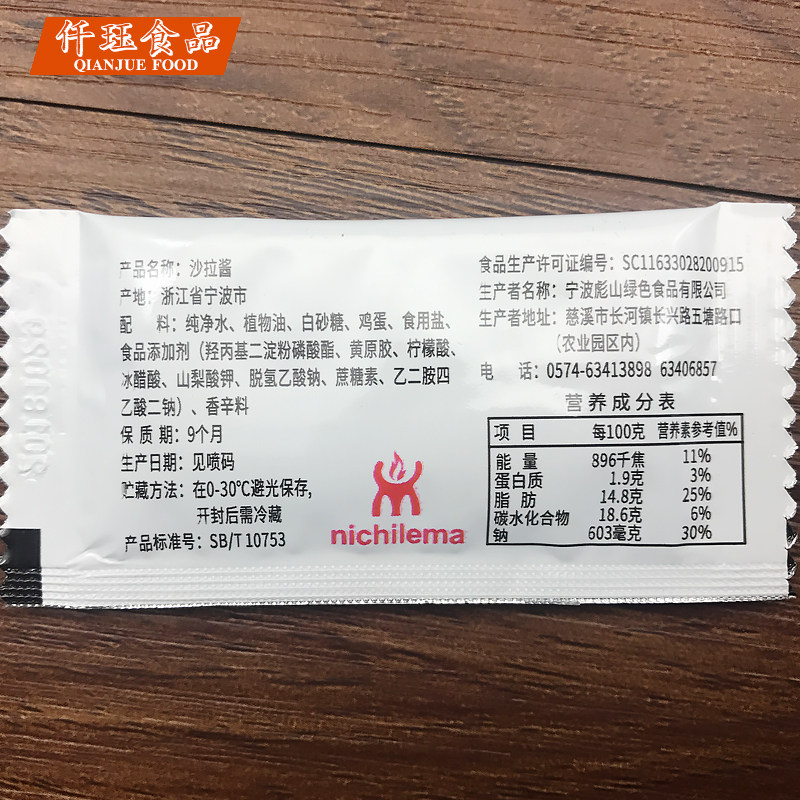 仟珏食品
QIANJUE FOOD
产品名称：沙拉酱
产地：浙江省宁波市
配 料：纯净水、植物油、白砂糖、鸡蛋、食用盐、
食品添加剂（羟丙基二淀粉磷酸酯、黄原胶、柠檬酸、
冰醋酸、山梨酸钾、脱氢乙酸钠、蔗糖素、乙二胺四
乙酸二钠）、香辛料
保 质 期：9个月
生产日期：见喷码
贮藏方法：在0-30℃避光保存,
开封后需冷藏
产品标准号：SB/T 10753
nichilema
食品生产许可证编号：SC11633028200915
生产者名称：宁波彪山绿色食品有限公司
生产者地址：慈溪市长河镇长兴路五塘路口
（农业园区内）
电 话：0574-63413898 63406857
营养成分表
项 目 每100克 营养素参考值%
能 量 896千焦 11%
蛋白质 1.9克 3%
脂 肪 14.8克 25%
碳水化合物 18.6克 6%
钠 603毫克 30%